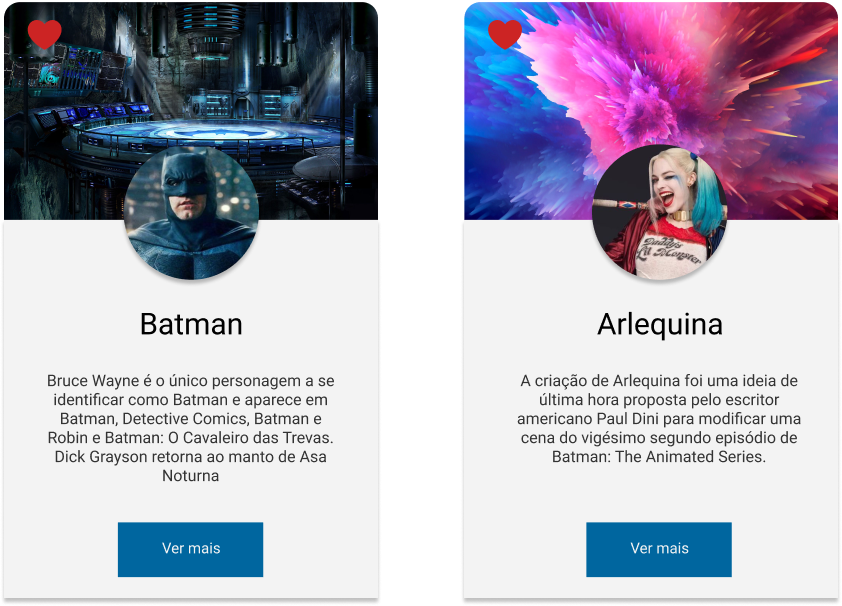 Batman
Bruce Wayne é o único personagem a se
identificar como Batman e aparece em
Batman, Detective Comics, Batman e
Robin e Batman: O Cavaleiro das Trevas.
Dick Grayson retorna ao manto de Asa
Noturna
Ver mais
Daddy's
Lil Monster
Arlequina
A criação de Arlequina foi uma ideia de
última hora proposta pelo escritor
americano Paul Dini para modificar uma
cena do vigésimo segundo episódio de
Batman: The Animated Series.
Ver mais